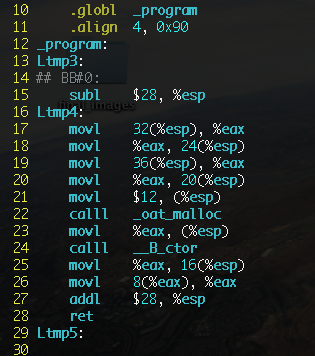 10 .globl _program
11 .align 4, 0x90
12 _program:
13 Ltmp3:
14 ## BB#0:
15 subl $28, %esp
16 Ltmp4:
17 movl 32(%esp), %eax
18 movl %eax, 24(%esp)
19 movl 36(%esp), %eax
20 movl %eax, 20(%esp)
21 movl $12, (%esp)
22 calll _oat_malloc
23 movl %eax, (%esp)
24 calll __B_ctor
25 movl %eax, 16(%esp)
26 movl 8(%eax), %eax
27 addl $28, %esp
28 ret
29 Ltmp5:
30